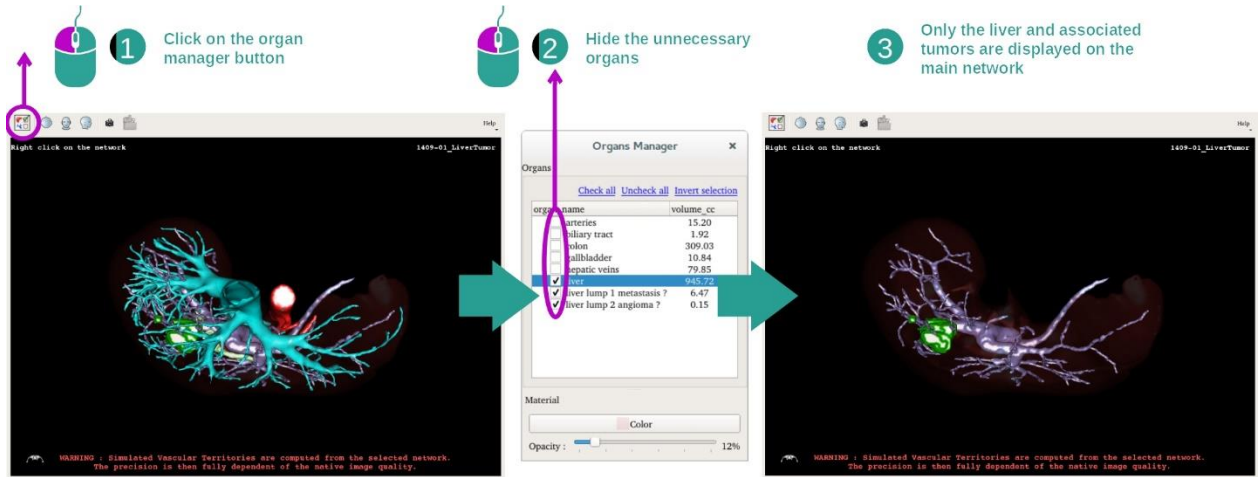 1
Click on the organ
manager button
2
Hide the unnecessary
organs
3
Only the liver and associated
tumors are displayed on the
main network
Help
Right click on the network
1409-01_LiverTumor
WARNING : Simulated Vascular Territories are computed from the selected network.
The precision is then fully dependent of the native image quality.
Organs Manager
Organs
Check all Uncheck all Invert selection
name volume_cc
arteries 15.20
biliary tract 1.92
colon 309.03
gallbladder 10.84
hepatic veins 79.85
liver 945.72
liver lump 1 metastasis ? 6.47
liver lump 2 angioma ? 0.15
Material
Color
Opacity : 12%
Help
Right click on the network
1409-01_LiverTumor
WARNING : Simulated Vascular Territories are computed from the selected network.
The precision is then fully dependent of the native image quality.